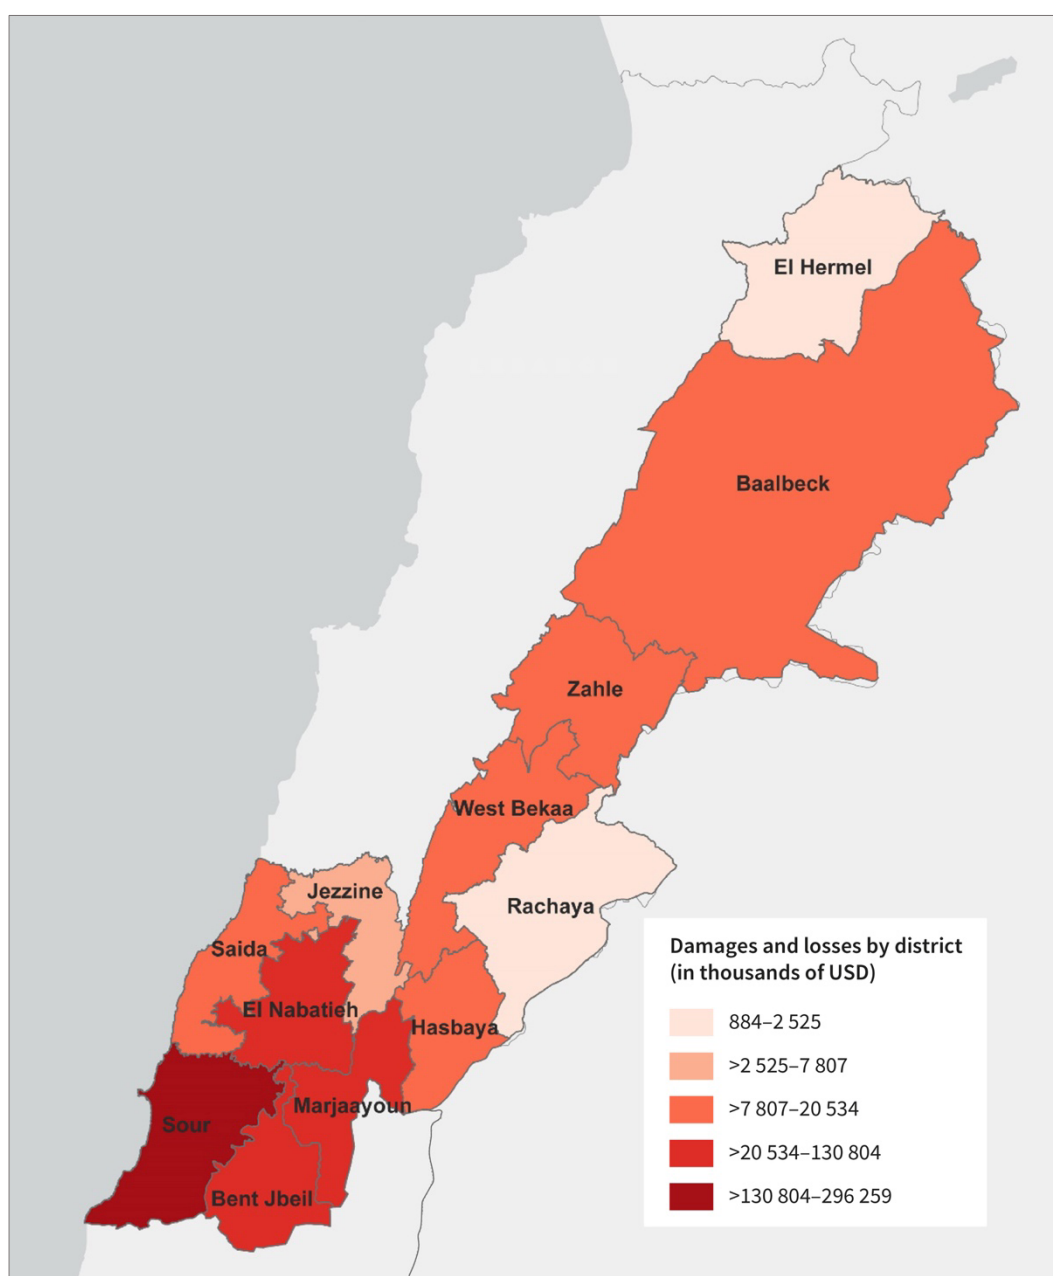 El Hermel
Baalbeck
Zahle
West Bekaa
Rachaya
Jezzine
Saida
El Nabatieh
Hasbaya
Marjaayoun
Sour
Bent Jbeil
Damages and losses by district
(in thousands of USD)
884–2 525
>2 525–7 807
>7 807–20 534
>20 534–130 804
>130 804–296 259